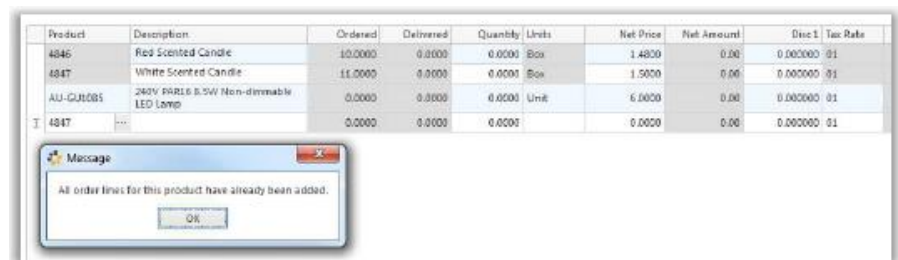 Product Description Ordered Delivered Quantity Units Net Price Net Amount Disc 1 Tax Rate
4846 Red Scented Candle 10.0000 0.0000 0.0000 Box 1.4800 0.00 0.000000 01
4847 White Scented Candle 11.0000 0.0000 0.0000 Box 1.5000 0.00 0.000000 01
AU-GU10B5 240V PAR16 8.5W Non-dimmable 0.0000 0.0000 0.0000 Unit 6.0000 0.00 0.000000 01
LED Lamp
4847 ... 0.0000 0.0000 0.0000 0.0000 0.00 0.000000 01
Message
All order lines for this product have already been added.
OK